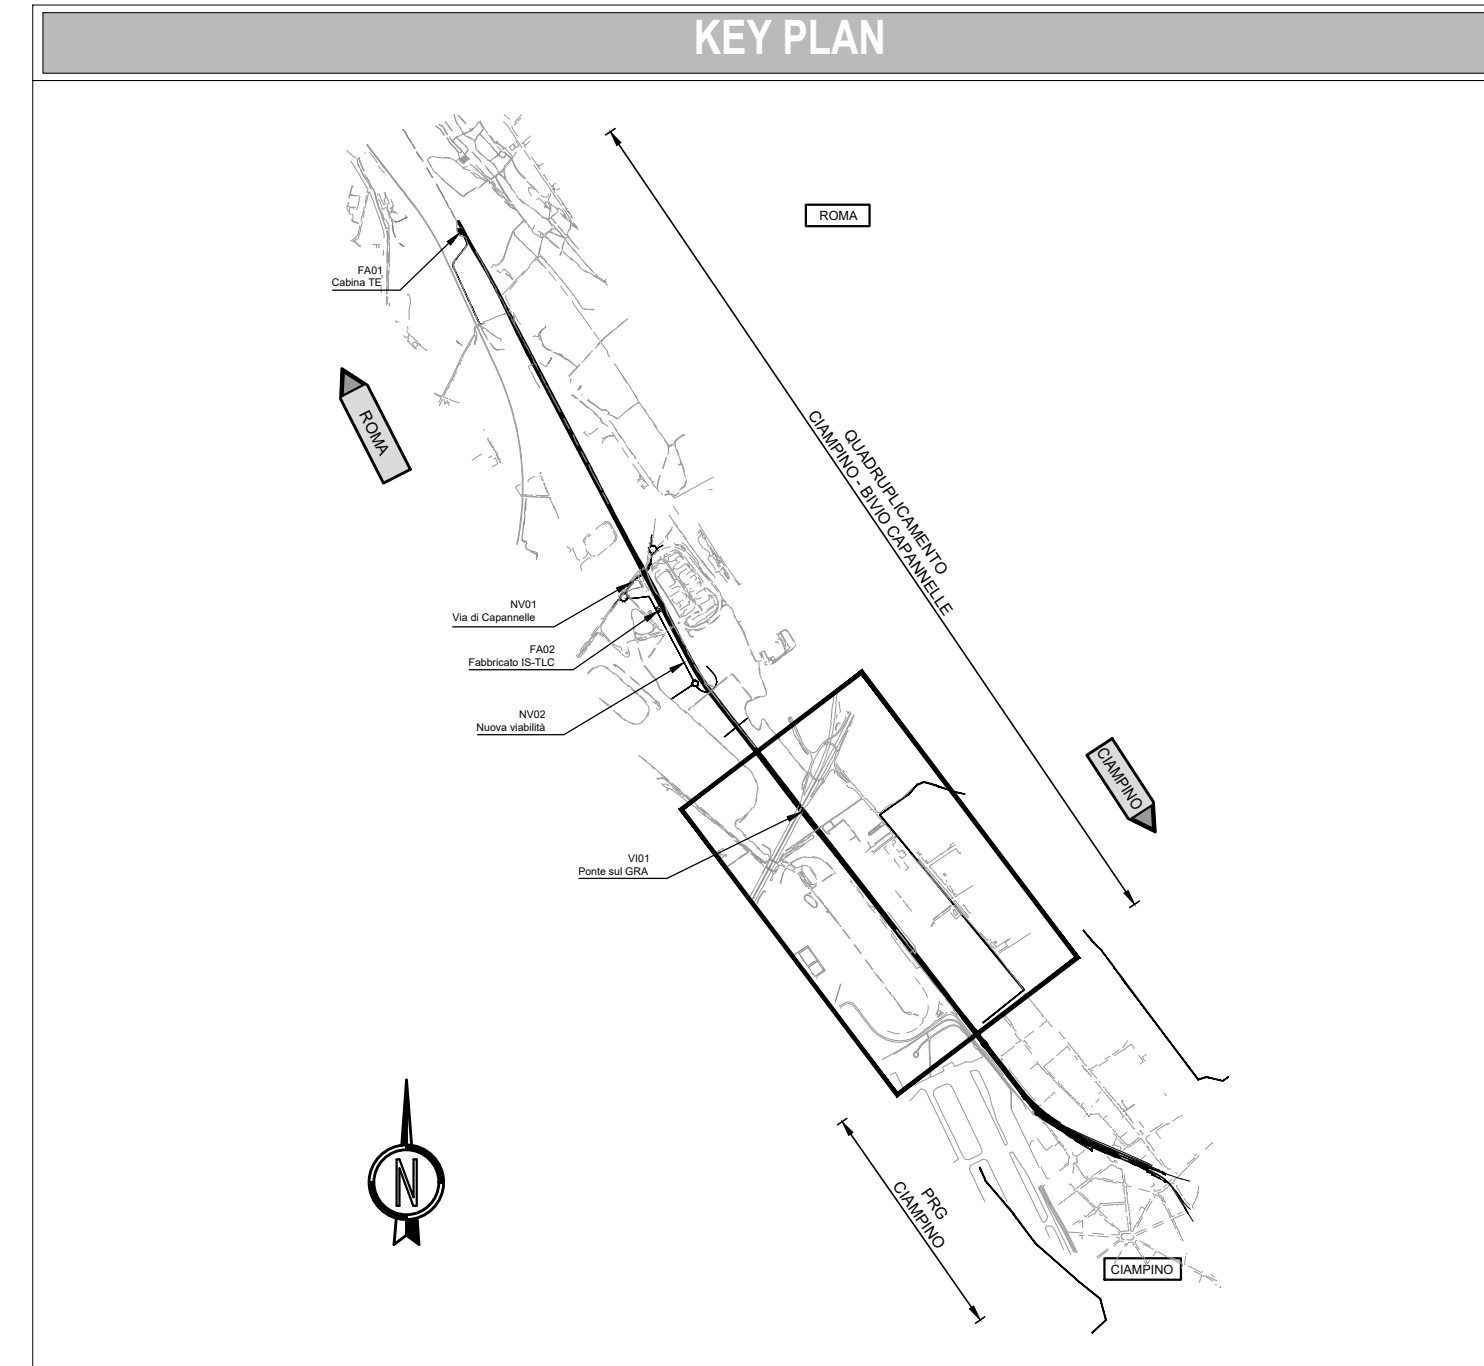 KEY PLAN
ROMA
FA01
Cabina TE
ROMA
QUADRUPLICAMENTO
CIAMPINO - BIVIO CAPANNELLE
NV01
Via di Capannelle
FA02
Fabbricato IS-TLC
NV02
Nuova viabilità
CIAMPINO
VI01
Ponte sul GRA
N
PRG
CIAMPINO
CIAMPINO